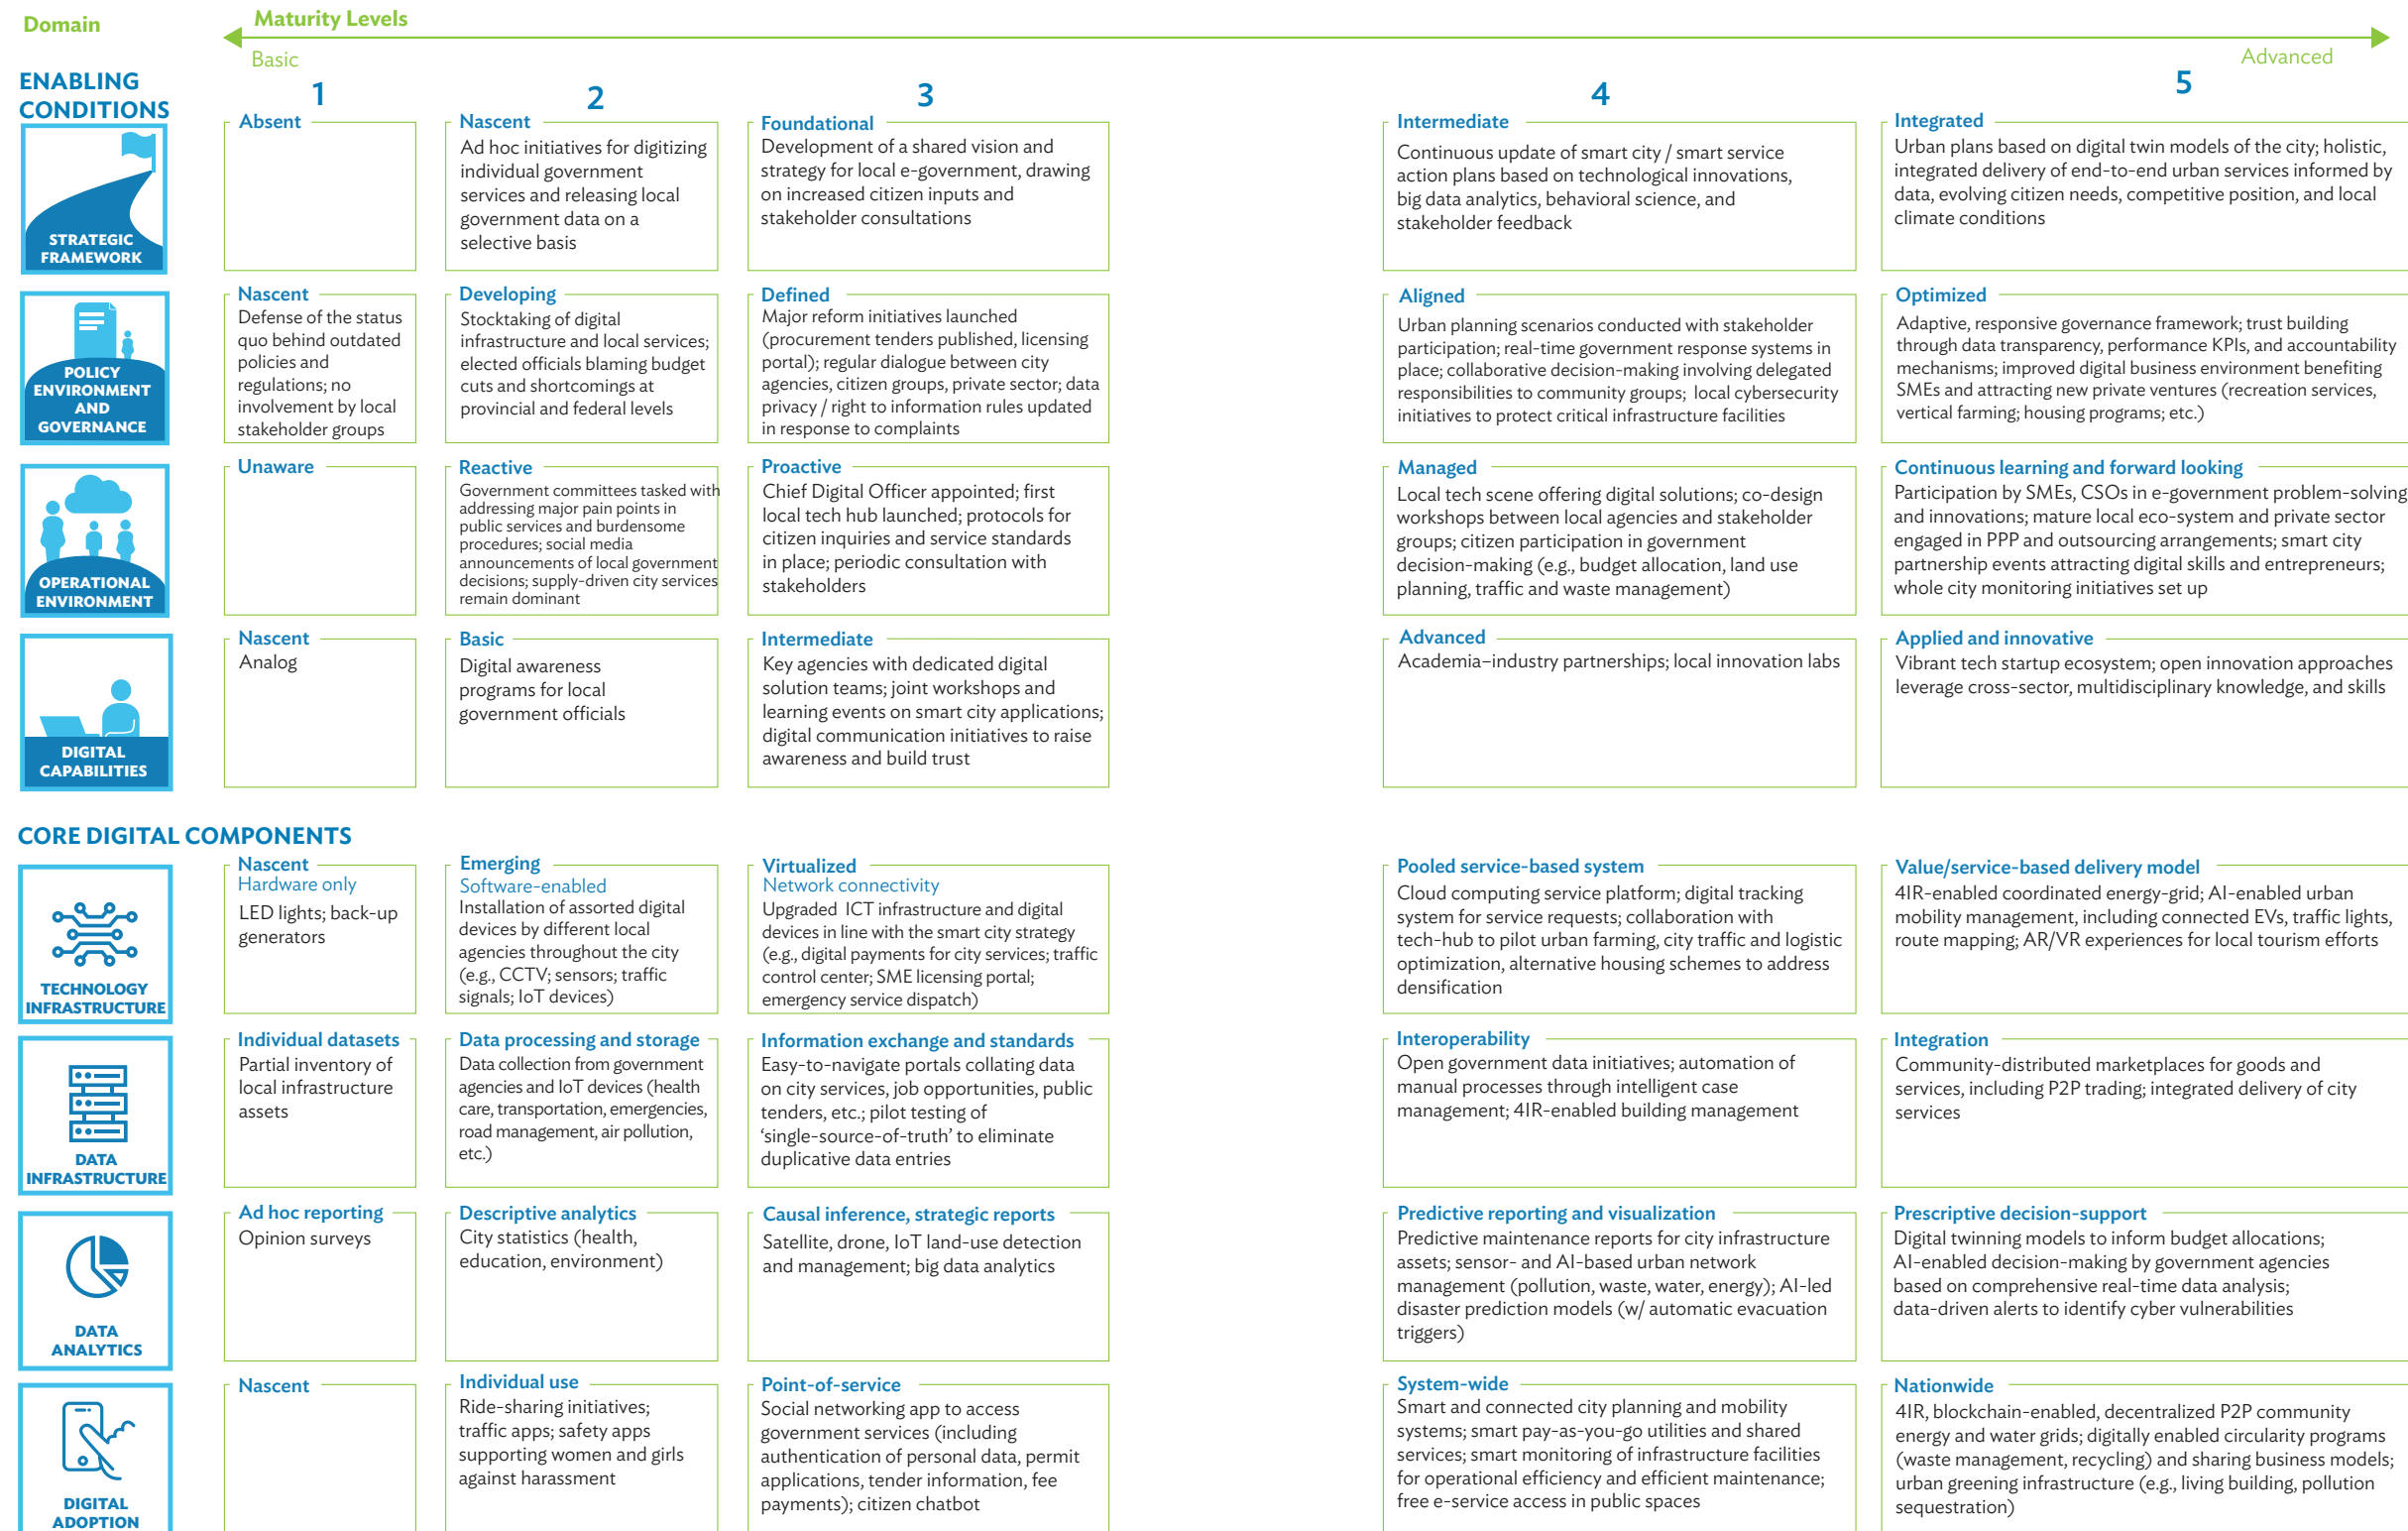 Domain
Maturity Levels
Basic
Advanced
ENABLING
CONDITIONS
1
2
3
4
5
STRATEGIC
FRAMEWORK
Absent
Nascent
Ad hoc initiatives for digitizing
individual government
services and releasing local
government data on a
selective basis
Foundational
Development of a shared vision and
strategy for local e-government, drawing
on increased citizen inputs and
stakeholder consultations
Intermediate
Continuous update of smart city / smart service
action plans based on technological innovations,
big data analytics, behavioral science, and
stakeholder feedback
Integrated
Urban plans based on digital twin models of the city; holistic,
integrated delivery of end-to-end urban services informed by
data, evolving citizen needs, competitive position, and local
climate conditions
POLICY
ENVIRONMENT
AND
GOVERNANCE
Nascent
Defense of the status
quo behind outdated
policies and
regulations; no
involvement by local
stakeholder groups
Developing
Stocktaking of digital
infrastructure and local services;
elected officials blaming budget
cuts and shortcomings at
provincial and federal levels
Defined
Major reform initiatives launched
(procurement tenders published, licensing
portal); regular dialogue between city
agencies, citizen groups, private sector; data
privacy / right to information rules updated
in response to complaints
Aligned
Urban planning scenarios conducted with stakeholder
participation; real-time government response systems in
place; collaborative decision-making involving delegated
responsibilities to community groups; local cybersecurity
initiatives to protect critical infrastructure facilities
Optimized
Adaptive, responsive governance framework; trust building
through data transparency, performance KPIs, and accountability
mechanisms; improved digital business environment benefiting
SMEs and attracting new private ventures (recreation services,
vertical farming; housing programs; etc.)
OPERATIONAL
ENVIRONMENT
Unaware
Reactive
Government committees tasked with
addressing major pain points in
public services and burdensome
procedures; social media
announcements of local government
decisions; supply-driven city services
remain dominant
Proactive
Chief Digital Officer appointed; first
local tech hub launched; protocols for
citizen inquiries and service standards
in place; periodic consultation with
stakeholders
Managed
Local tech scene offering digital solutions; co-design
workshops between local agencies and stakeholder
groups; citizen participation in government
decision-making (e.g., budget allocation, land use
planning, traffic and waste management)
Continuous learning and forward looking
Participation by SMEs, CSOs in e-government problem-solving
and innovations; mature local eco-system and private sector
engaged in PPP and outsourcing arrangements; smart city
partnership events attracting digital skills and entrepreneurs;
whole city monitoring initiatives set up
DIGITAL
CAPABILITIES
Nascent
Analog
Basic
Digital awareness
programs for local
government officials
Intermediate
Key agencies with dedicated digital
solution teams; joint workshops and
learning events on smart city applications;
digital communication initiatives to raise
awareness and build trust
Advanced
Academia–industry partnerships; local innovation labs
Applied and innovative
Vibrant tech startup ecosystem; open innovation approaches
leverage cross-sector, multidisciplinary knowledge, and skills
CORE DIGITAL COMPONENTS
TECHNOLOGY
INFRASTRUCTURE
Nascent
Hardware only
LED lights; back-up
generators
Emerging
Software-enabled
Installation of assorted digital
devices by different local
agencies throughout the city
(e.g., CCTV; sensors; traffic
signals; IoT devices)
Virtualized
Network connectivity
Upgraded ICT infrastructure and digital
devices in line with the smart city strategy
(e.g., digital payments for city services; traffic
control center; SME licensing portal;
emergency service dispatch)
Pooled service-based system
Cloud computing service platform; digital tracking
system for service requests; collaboration with
tech-hub to pilot urban farming, city traffic and logistic
optimization, alternative housing schemes to address
densification
Value/service-based delivery model
4IR-enabled coordinated energy-grid; AI-enabled urban
mobility management, including connected EVs, traffic lights,
route mapping; AR/VR experiences for local tourism efforts
DATA
INFRASTRUCTURE
Individual datasets
Partial inventory of
local infrastructure
assets
Data processing and storage
Data collection from government
agencies and IoT devices (health
care, transportation, emergencies,
road management, air pollution,
etc.)
Information exchange and standards
Easy-to-navigate portals collating data
on city services, job opportunities, public
tenders, etc.; pilot testing of
‘single-source-of-truth’ to eliminate
duplicative data entries
Interoperability
Open government data initiatives; automation of
manual processes through intelligent case
management; 4IR-enabled building management
Integration
Community-distributed marketplaces for goods and
services, including P2P trading; integrated delivery of city
services
DATA
ANALYTICS
Ad hoc reporting
Opinion surveys
Descriptive analytics
City statistics (health,
education, environment)
Causal inference, strategic reports
Satellite, drone, IoT land-use detection
and management; big data analytics
Predictive reporting and visualization
Predictive maintenance reports for city infrastructure
assets; sensor- and AI-based urban network
management (pollution, waste, water, energy); AI-led
disaster prediction models (w/ automatic evacuation
triggers)
Prescriptive decision-support
Digital twinning models to inform budget allocations;
AI-enabled decision-making by government agencies
based on comprehensive real-time data analysis;
data-driven alerts to identify cyber vulnerabilities
DIGITAL
ADOPTION
Nascent
Individual use
Ride-sharing initiatives;
traffic apps; safety apps
supporting women and girls
against harassment
Point-of-service
Social networking app to access
government services (including
authentication of personal data, permit
applications, tender information, fee
payments); citizen chatbot
System-wide
Smart and connected city planning and mobility
systems; smart pay-as-you-go utilities and shared
services; smart monitoring of infrastructure facilities
for operational efficiency and efficient maintenance;
free e-service access in public spaces
Nationwide
4IR, blockchain-enabled, decentralized P2P community
energy and water grids; digitally enabled circularity programs
(waste management, recycling) and sharing business models;
urban greening infrastructure (e.g., living building, pollution
sequestration)